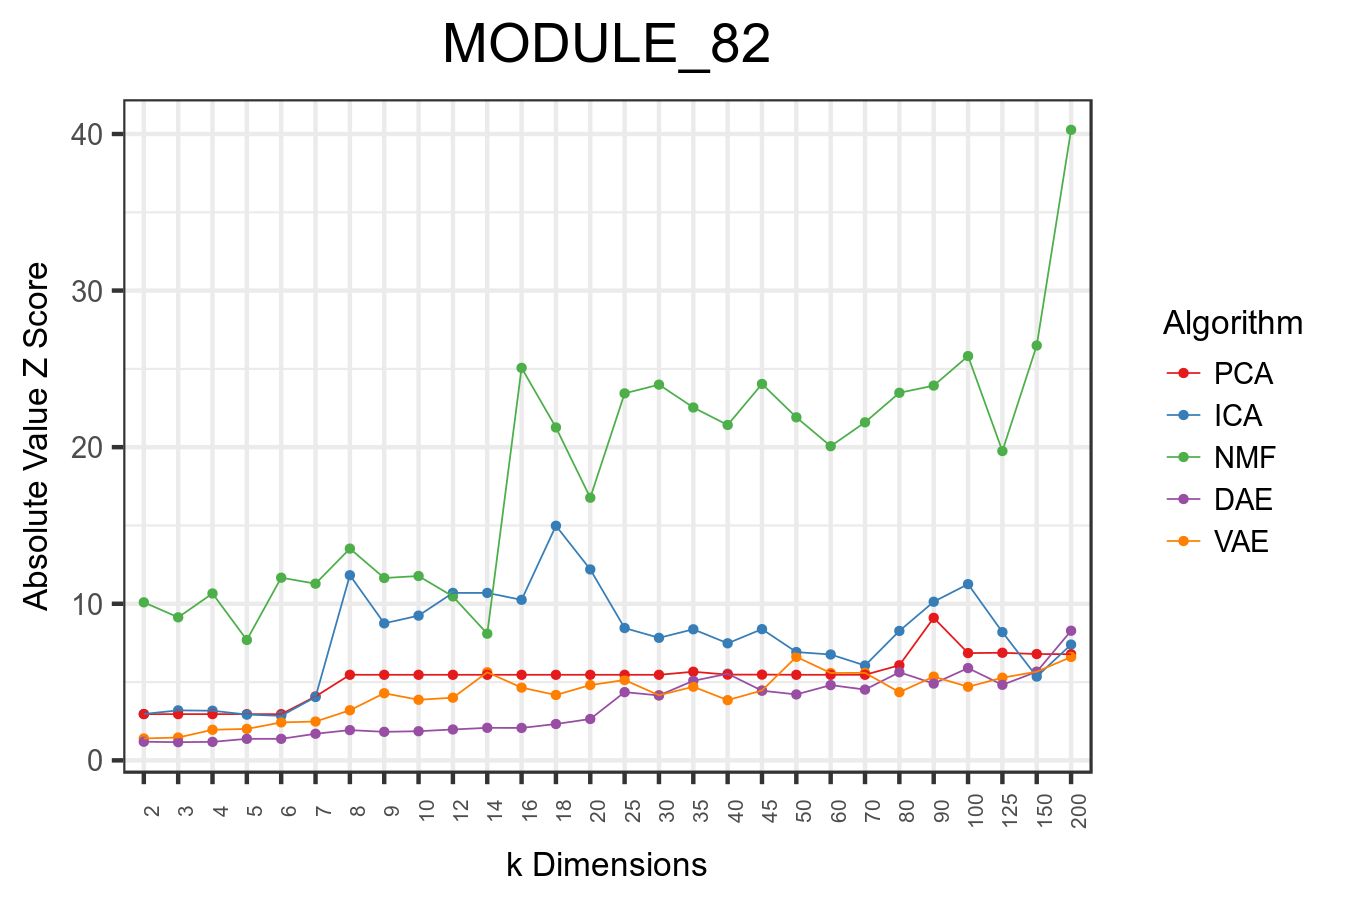 MODULE_82
Absolute Value Z Score
40
30
20
10
0
2 3 4 5 6 7 8 9 10 12 14 16 18 20 25 30 35 40 45 50 60 70 80 90 100 125 150 200
k Dimensions
Algorithm
PCA
ICA
NMF
DAE
VAE